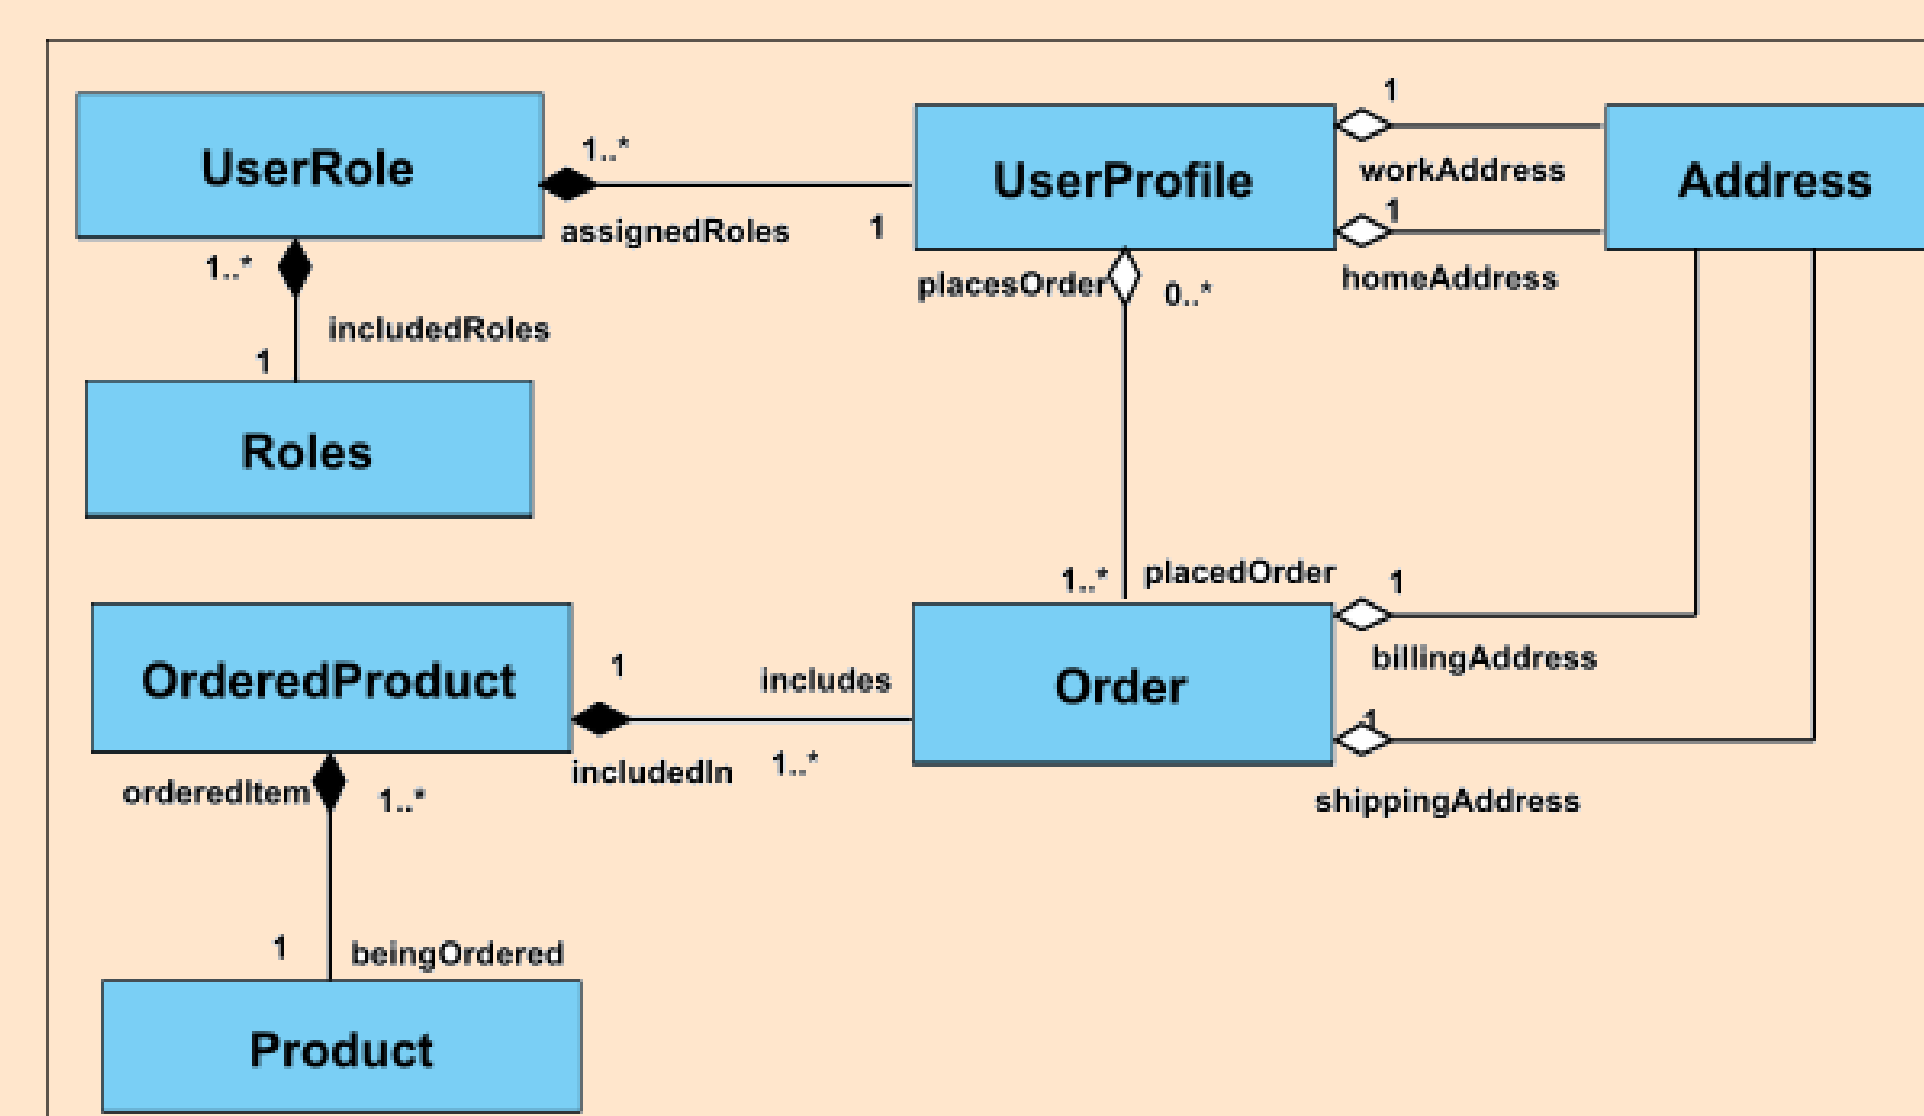 1
UserRole
1..*
UserProfile
workAddress
Address
assignedRoles
1
1
1..*
placesOrder
0..*
homeAddress
includedRoles
1
Roles
1..*
placedOrder
1
OrderedProduct
1
includes
Order
billingAddress
1
includedIn
1..*
orderedItem
1..*
shippingAddress
1
beingOrdered
Product